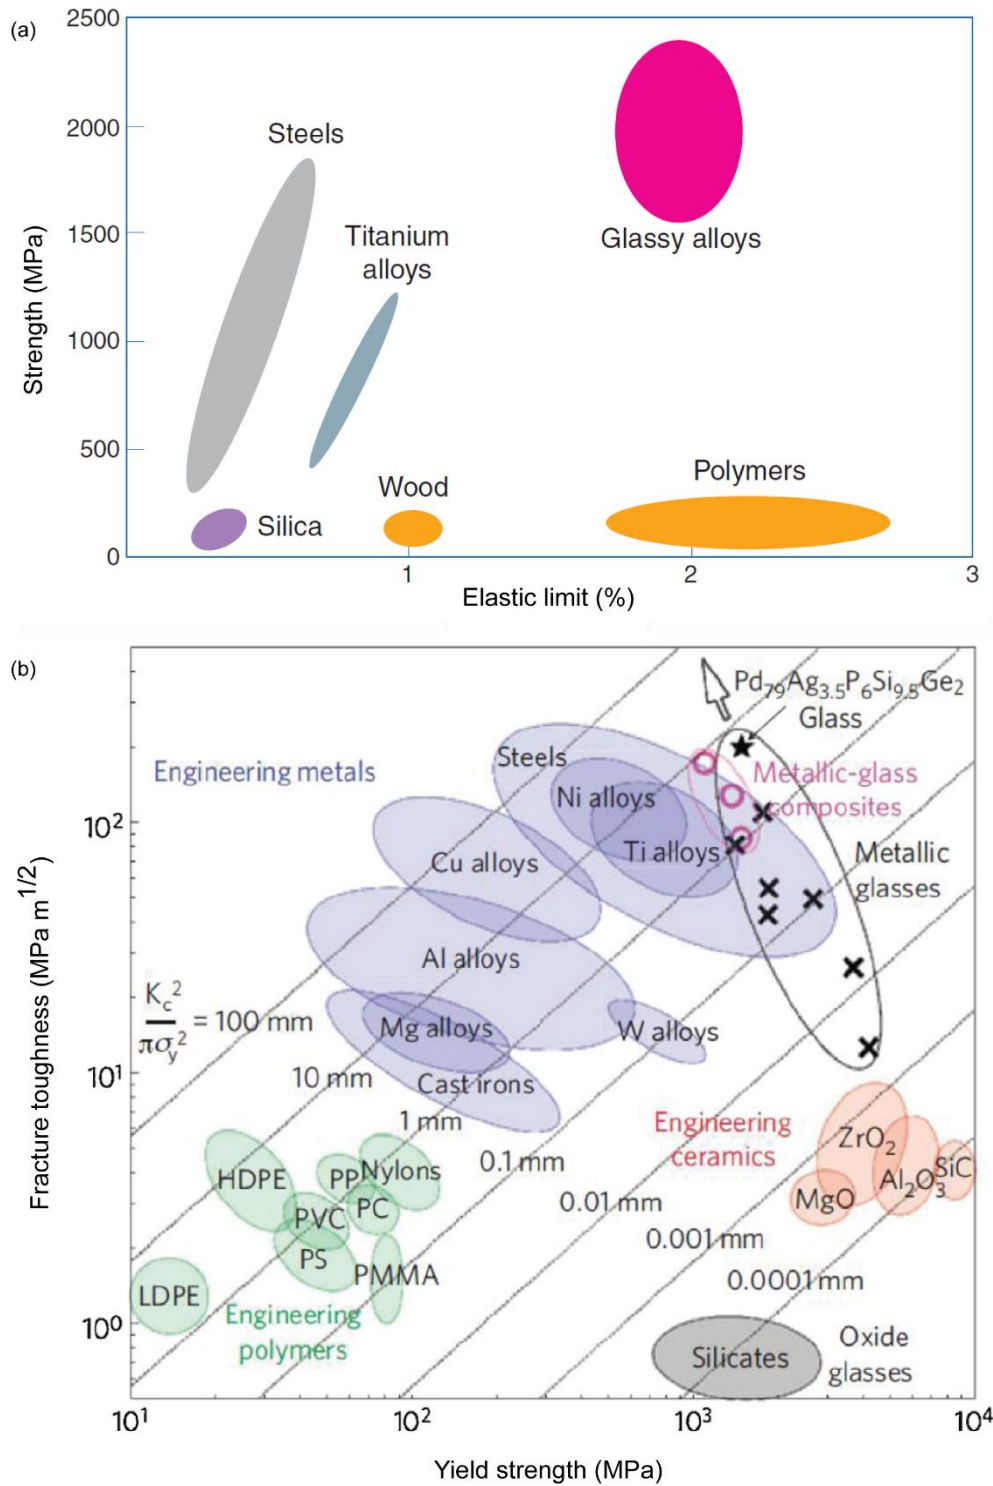 (a)
2500
2000
1500
1000
500
0
Strength (MPa)
Steels
Titanium
alloys
Glassy alloys
Wood
Polymers
Silica
1
2
3
Elastic limit (%)
(b)
Pd₇₉Ag₃.₅P₆Si₉.₅Ge₂
Glass
Engineering metals
Steels
Ni alloys
Metallic-glass
composites
10²
Cu alloys
Ti alloys
Metallic
glasses
Al alloys
K_c²/πσ_y² = 100 mm
Mg alloys
W alloys
10¹
10 mm
Cast irons
1 mm
Engineering
ceramics
ZrO₂
0.1 mm
HDPE
PP
Nylons
Al₂O₃
SiC
MgO
0.01 mm
PVC
PC
0.001 mm
PS
PMMA
0.0001 mm
LDPE
Engineering
polymers
10⁰
Silicates
Oxide
glasses
Fracture toughness (MPa m^1/2)
10¹
10²
10³
10⁴
Yield strength (MPa)